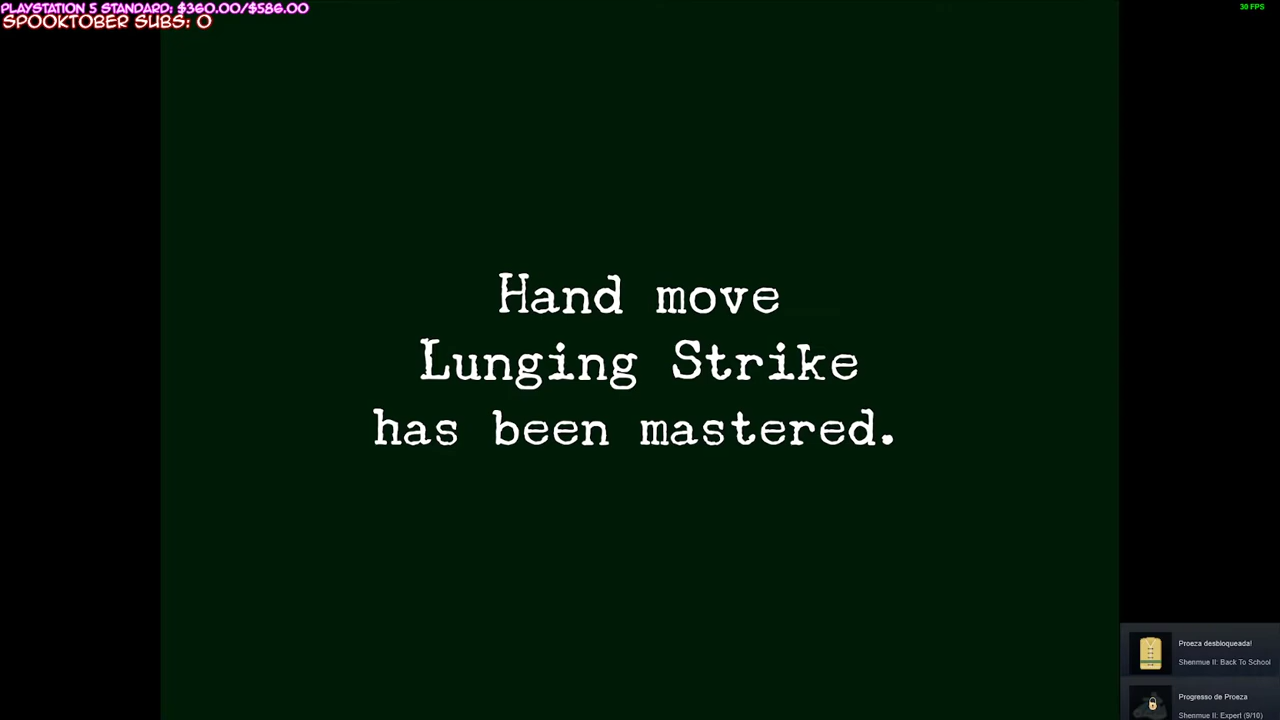 PLAYSTATION 5 STANDARD: $360.00/$586.00
SPOOKTOBER SUBS: 0
30 FPS
Hand move
Lunging Strike
has been mastered.
Proeza desbloqueada!
Shenmue II: Back To School
Progresso de Proeza
Shenmue II: Expert (9/10)